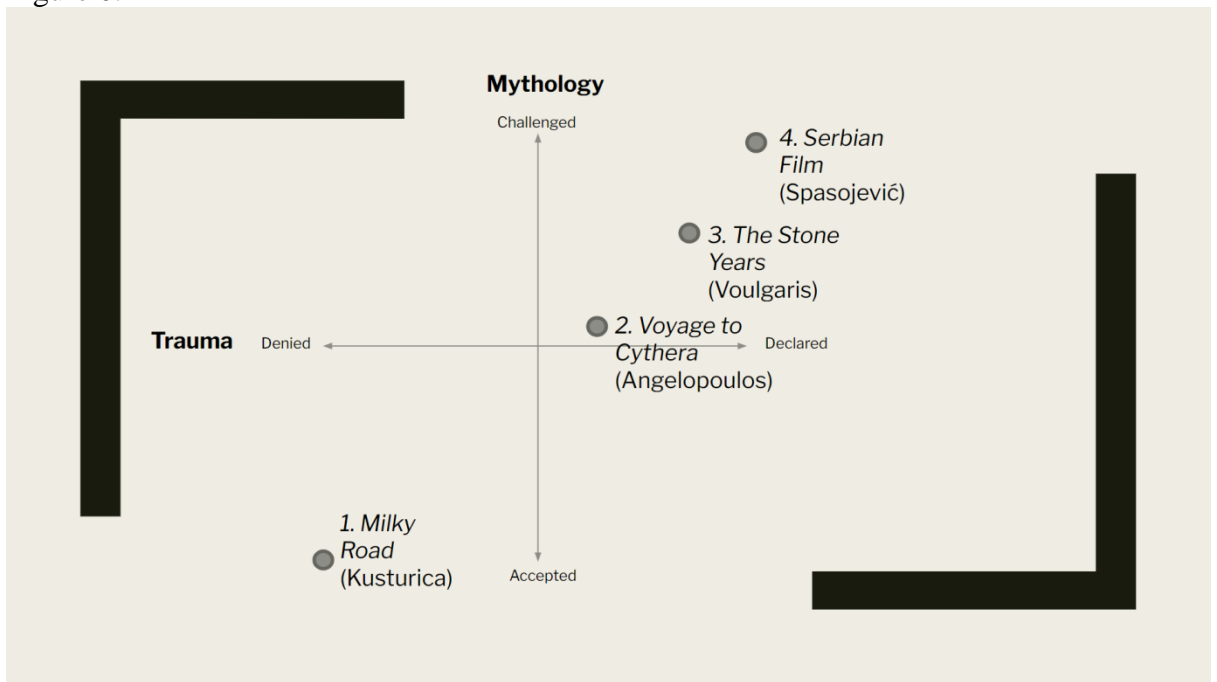 Mythology
Challenged
4. Serbian
Film
(Spasojević)
3. The Stone
Years
(Voulgaris)
Trauma
Denied
2. Voyage to
Cythera
(Angelopoulos)
Declared
1. Milky
Road
(Kusturica)
Accepted